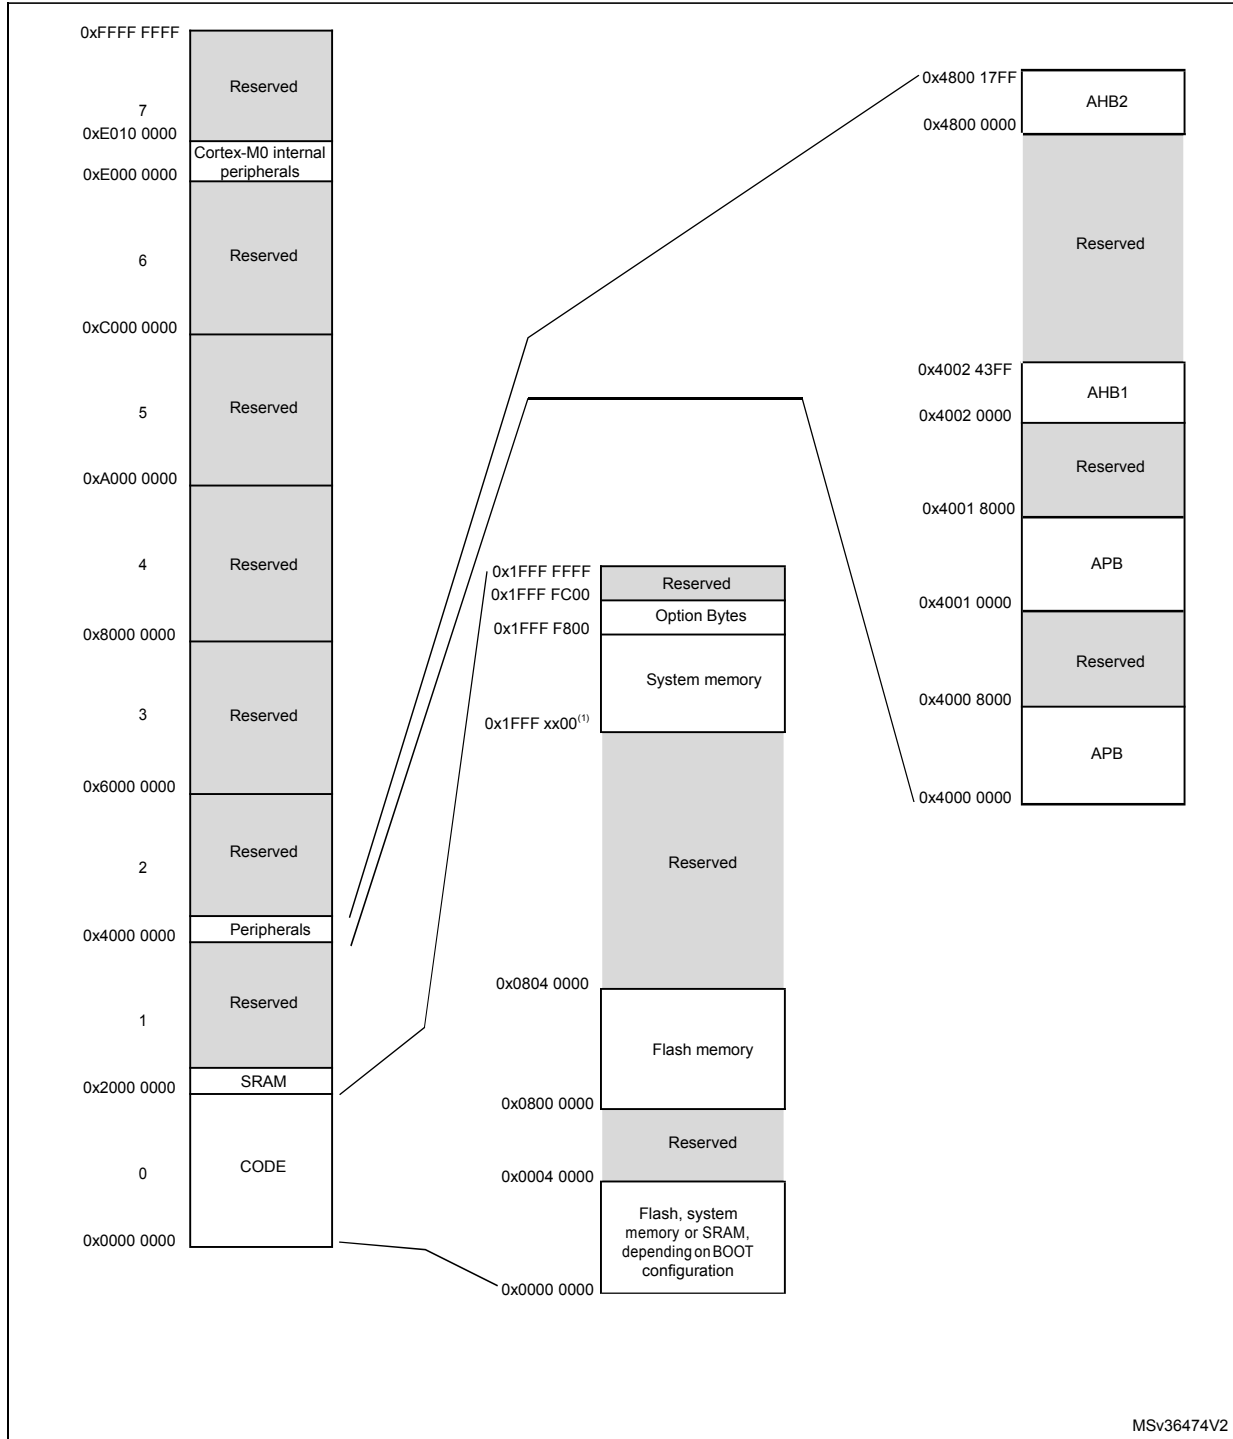 0xFFFF FFFF
Reserved
7
0xE010 0000
Cortex-M0 internal
peripherals
0xE000 0000
Reserved
6
0xC000 0000
Reserved
5
0xA000 0000
Reserved
4
0x8000 0000
Reserved
3
0x6000 0000
Reserved
2
Peripherals
0x4000 0000
Reserved
1
SRAM
0x2000 0000
CODE
0
0x0000 0000
0x1FFF FFFF
Reserved
0x1FFF FC00
Option Bytes
0x1FFF F800
System memory
0x1FFF xx00(1)
Reserved
0x0804 0000
Flash memory
0x0800 0000
Reserved
0x0004 0000
Flash, system
memory or SRAM,
depending on BOOT
configuration
0x0000 0000
0x4800 17FF
AHB2
0x4800 0000
Reserved
0x4002 43FF
AHB1
0x4002 0000
Reserved
0x4001 8000
APB
0x4001 0000
Reserved
0x4000 8000
APB
0x4000 0000
MSv36474V2